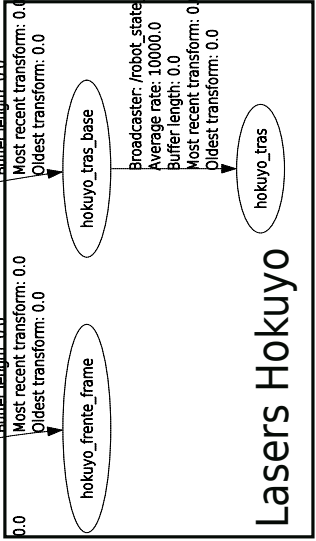 Most recent transform: 0.0
Oldest transform: 0.0
hokuyo_tras_base
Broadcaster: /robot_state
Average rate: 10000.0
Buffer length: 0.0
Most recent transform: 0.0
Oldest transform: 0.0
hokuyo_tras
0.0
Most recent transform: 0.0
Oldest transform: 0.0
hokuyo_frente_frame
Lasers Hokuyo